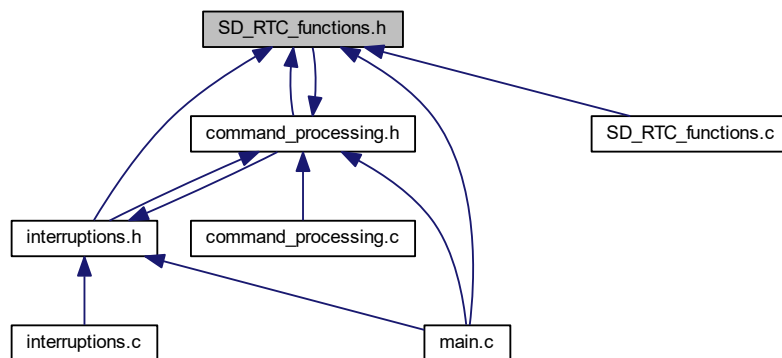 SD_RTC_functions.h
command_processing.h
SD_RTC_functions.c
interruptions.h
command_processing.c
interruptions.c
main.c